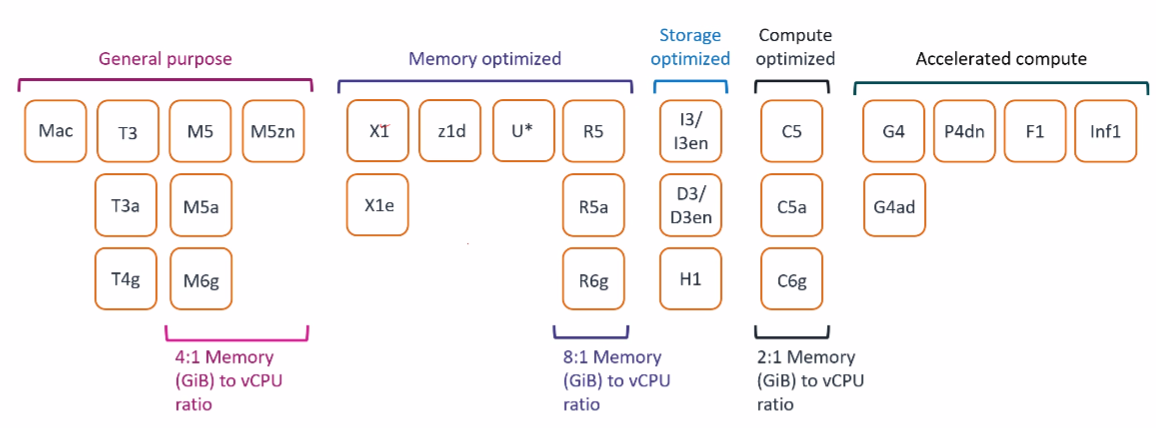 General purpose
Memory optimized
Storage
optimized
Compute
optimized
Accelerated compute
Mac
T3
M5
M5zn
X1
z1d
U*
R5
I3/
I3en
C5
G4
P4dn
F1
Inf1
T3a
M5a
X1e
R5a
D3/
D3en
C5a
G4ad
T4g
M6g
R6g
H1
C6g
4:1 Memory
(GiB) to vCPU
ratio
8:1 Memory
(GiB) to vCPU
ratio
2:1 Memory
(GiB) to vCPU
ratio